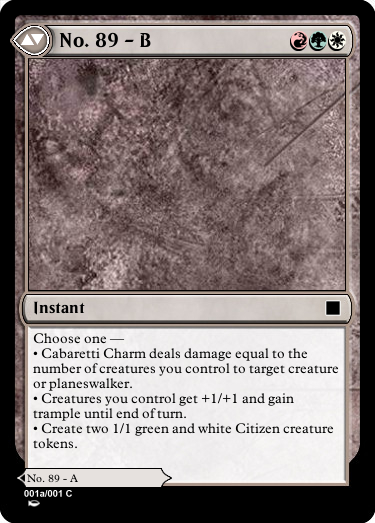 No. 89 – B
Instant
Choose one —
• Cabaretti Charm deals damage equal to the
number of creatures you control to target creature
or planeswalker.
• Creatures you control get +1/+1 and gain
trample until end of turn.
• Create two 1/1 green and white Citizen creature
tokens.
No. 89 - A
001a/001 C